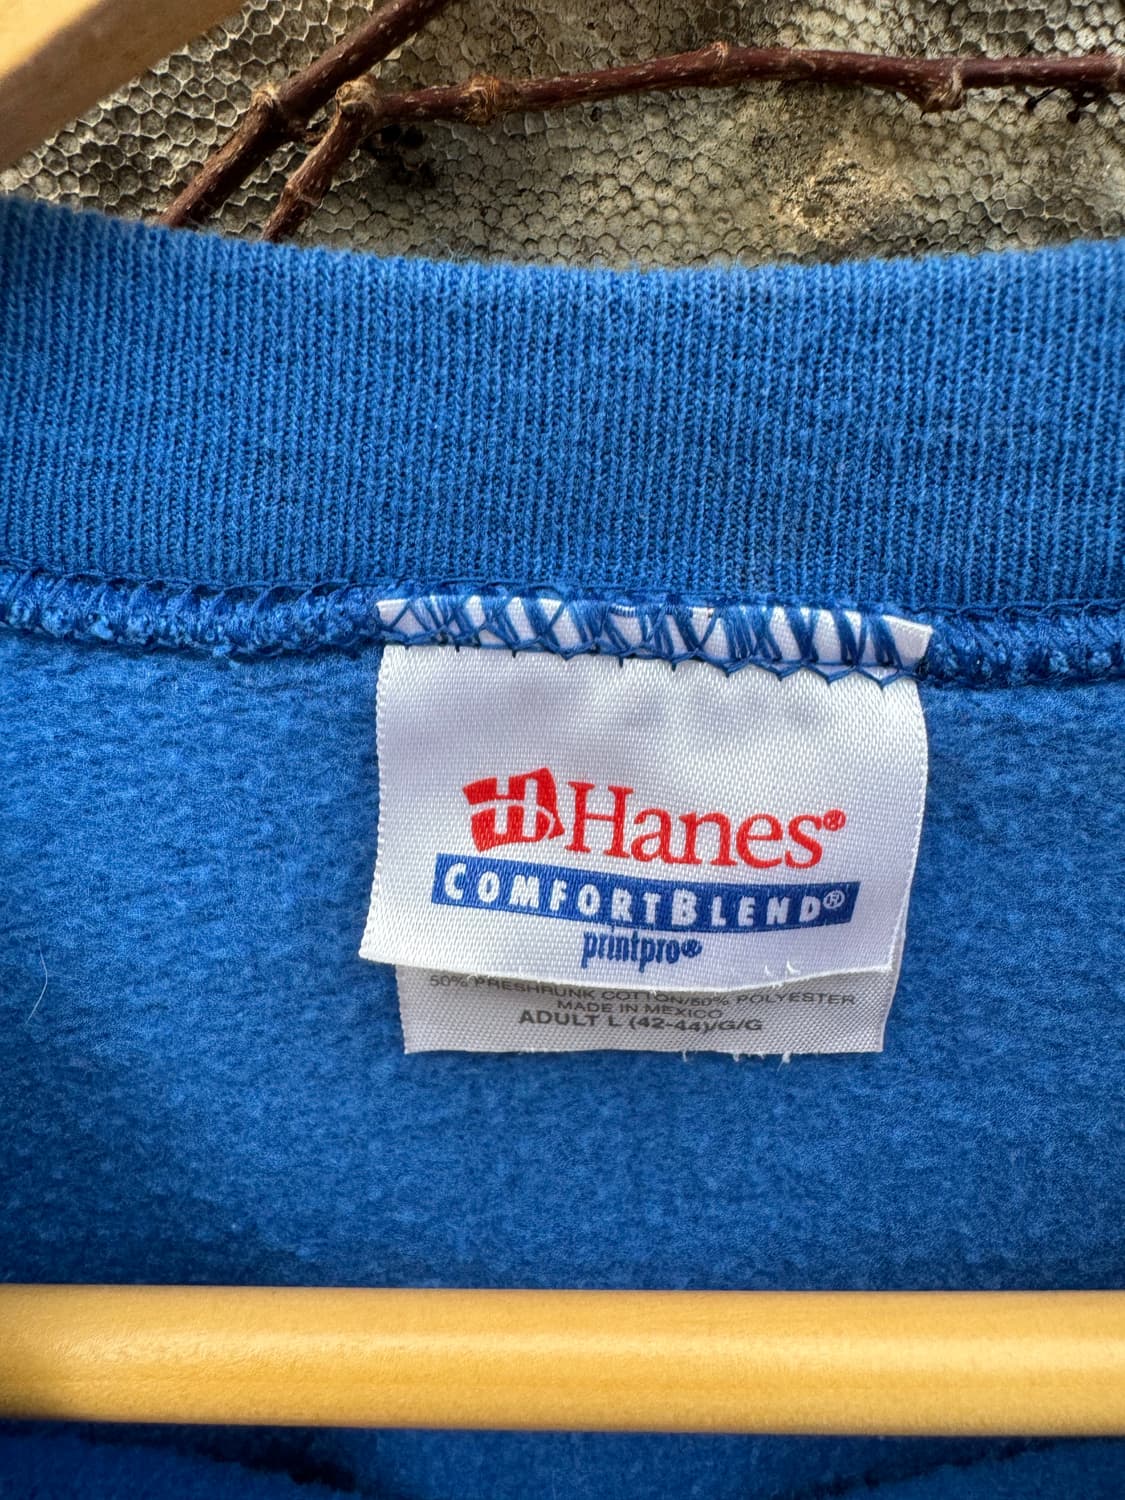 Hanes®
COMFORTBLEND®
printpro®
50% PRESHRUNK COTTON/50% POLYESTER
MADE IN MEXICO
ADULT L (42-44)/G/G